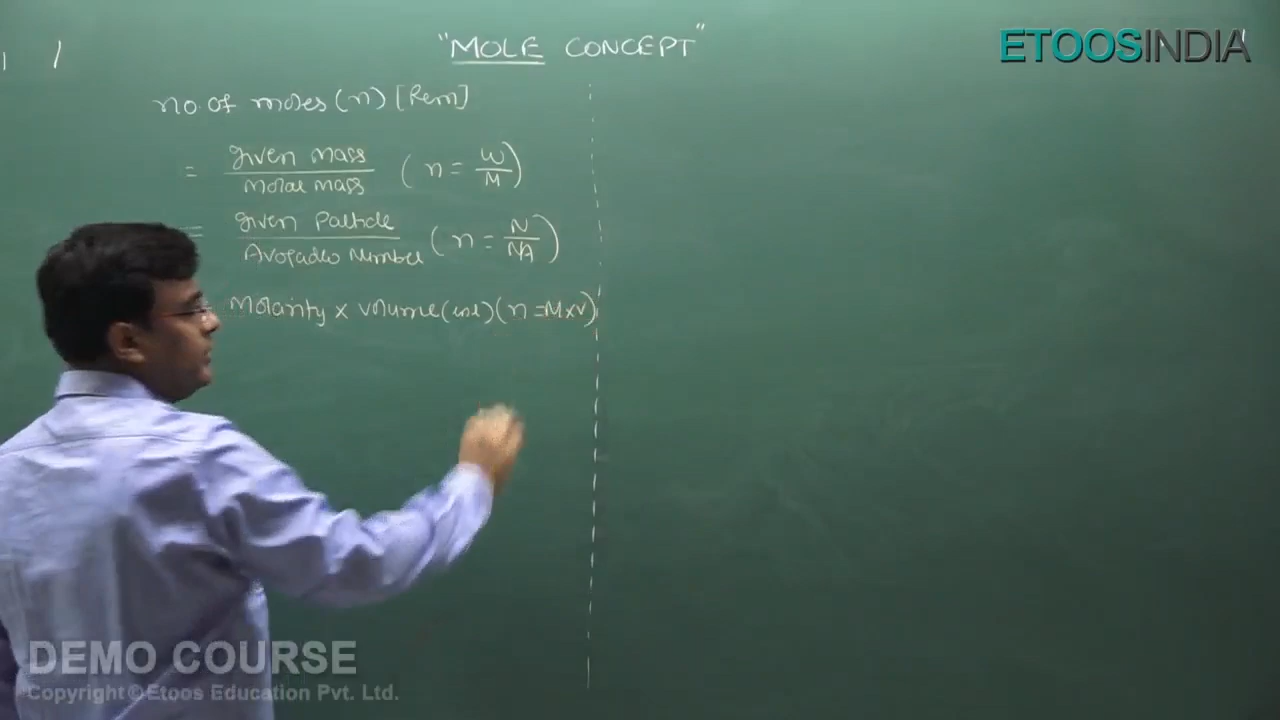 "MOLE CONCEPT"
ETOOSINDIA
no. of moles (n) [Rem]
= given mass / molar mass (n = W/M)
= given Particle / Avogadro Number (n = N/NA)
Molarity x volume (in l) (n = M x V)
DEMO COURSE
Copyright © Etoos Education Pvt. Ltd.